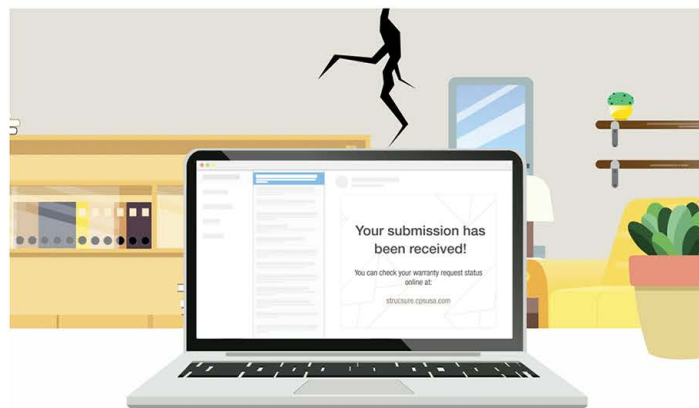 Your submission has
been received!
You can check your warranty request status
online at:
strucsure.cpsusa.com